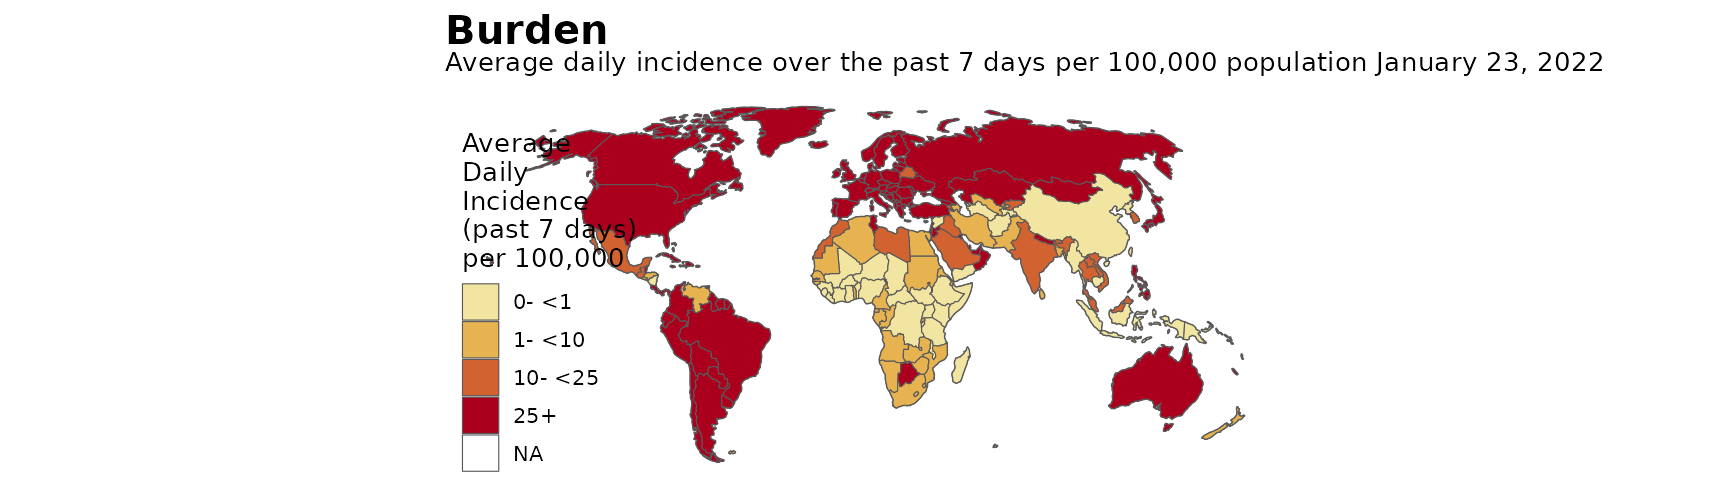 Burden
Average daily incidence over the past 7 days per 100,000 population January 23, 2022
Average
Daily
Incidence
(past 7 days)
per 100,000
0- <1
1- <10
10- <25
25+
NA